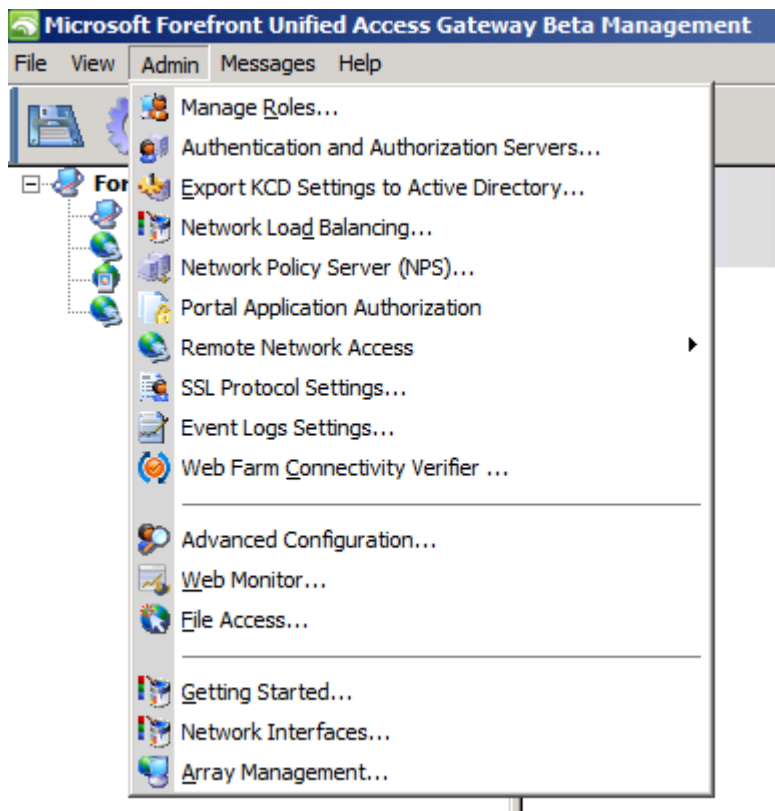 Microsoft Forefront Unified Access Gateway Beta Management
File View Admin Messages Help
Manage Roles...
Authentication and Authorization Servers...
For
Export KCD Settings to Active Directory...
Network Load Balancing...
Network Policy Server (NPS)...
Portal Application Authorization
Remote Network Access
SSL Protocol Settings...
Event Logs Settings...
Web Farm Connectivity Verifier ...
Advanced Configuration...
Web Monitor...
File Access...
Getting Started...
Network Interfaces...
Array Management...